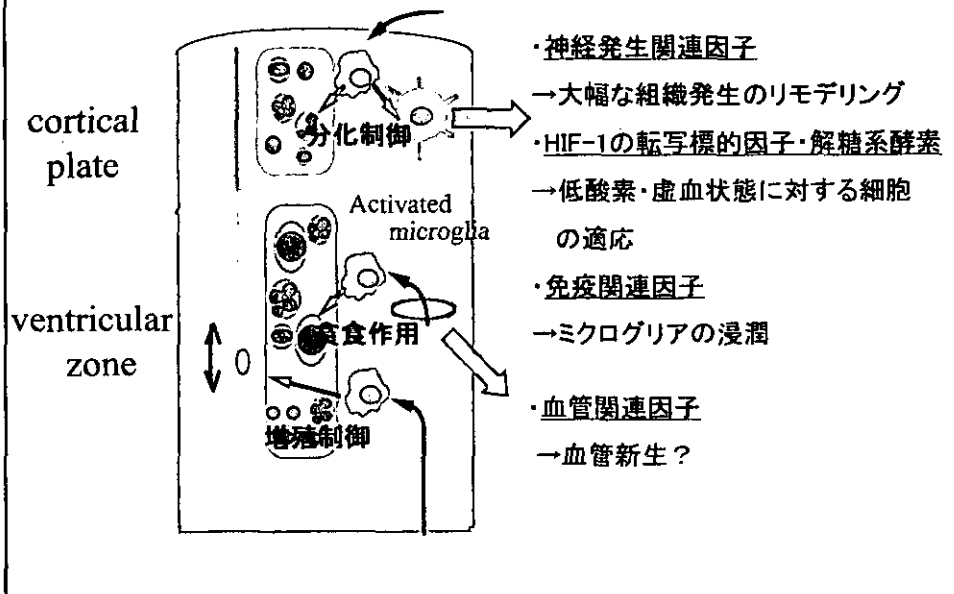 cortical
plate
分化制御
Activated
microglia
ventricular
zone
貪食作用
増殖制御
・神経発生関連因子
→大幅な組織発生のリモデリング
・HIF-1の転写標的因子・解糖系酵素
→低酸素・虚血状態に対する細胞
の適応
・免疫関連因子
→ミクログリアの浸潤
・血管関連因子
→血管新生？